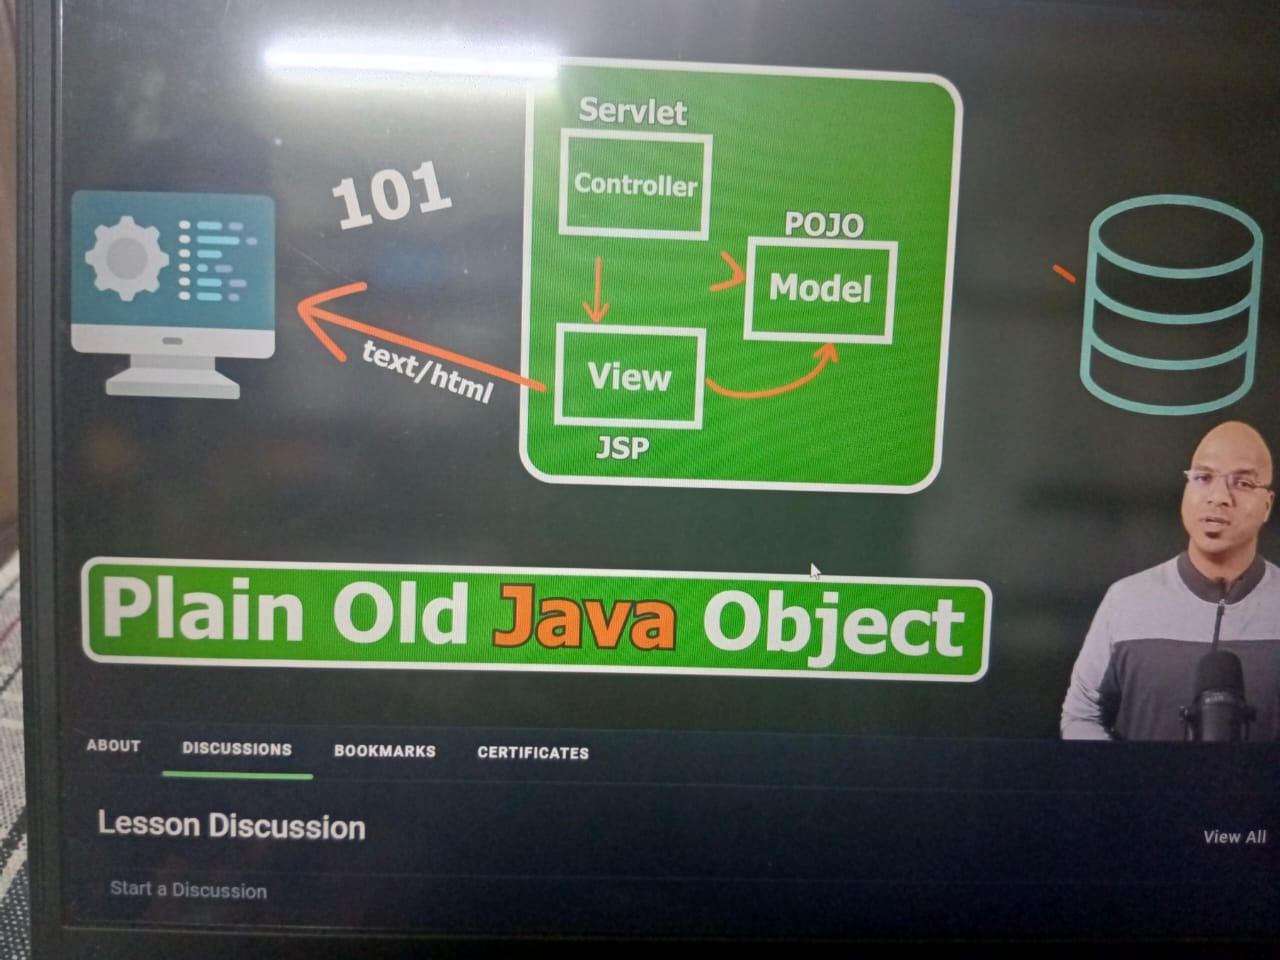 Servlet
Controller
101
POJO
Model
text/html
View
JSP
Plain Old Java Object
ABOUT DISCUSSIONS BOOKMARKS CERTIFICATES
Lesson Discussion
View All
Start a Discussion